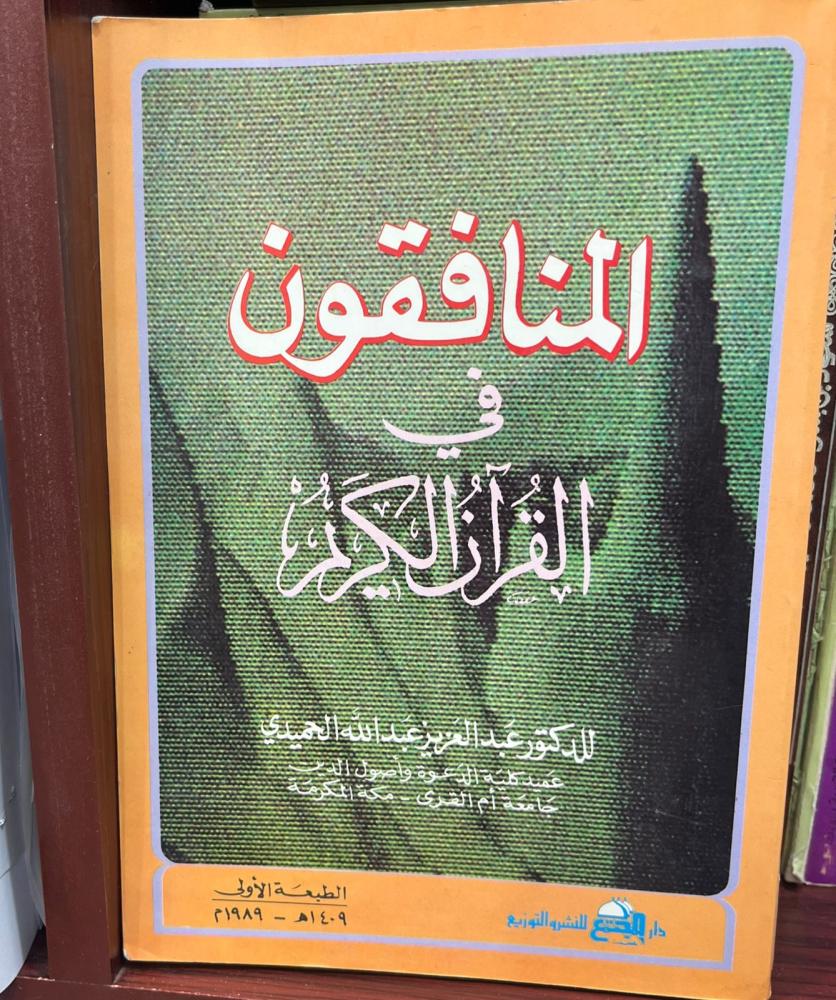 المنافقون
في
القرآن الكريم
للدكتور عبد العزيز عبد الله الحميدي
عميد كلية الدعوة وأصول الدين
جامعة أم القرى - مكة المكرمة
الطبعة الأولى
١٤٠٩هـ - ١٩٨٩م
دار المجتمع للنشر والتوزيع